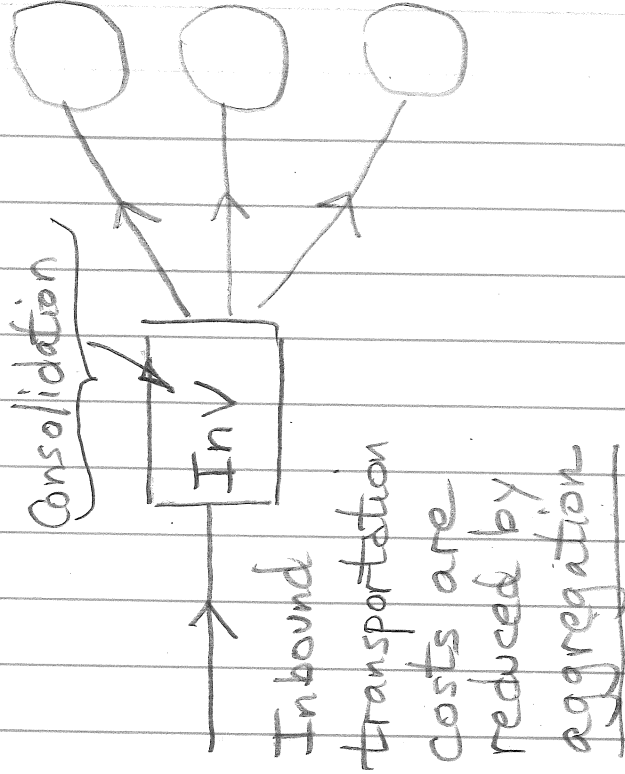 Consolidation
Inv
Inbound
transportation
costs are
reduced by
aggregation